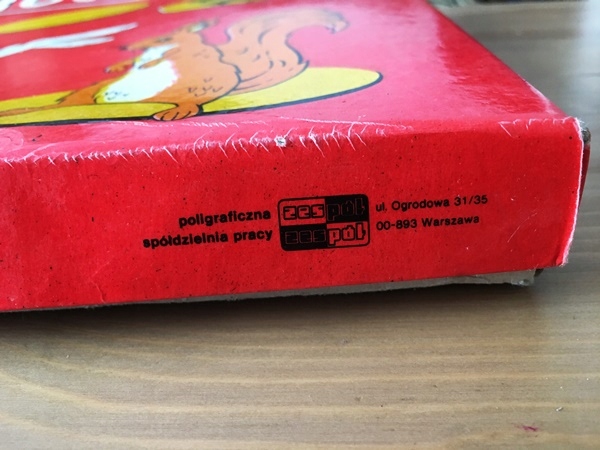 poligraficzna
spółdzielnia pracy
zespół
zespół
ul. Ogrodowa 31/35
00-893 Warszawa